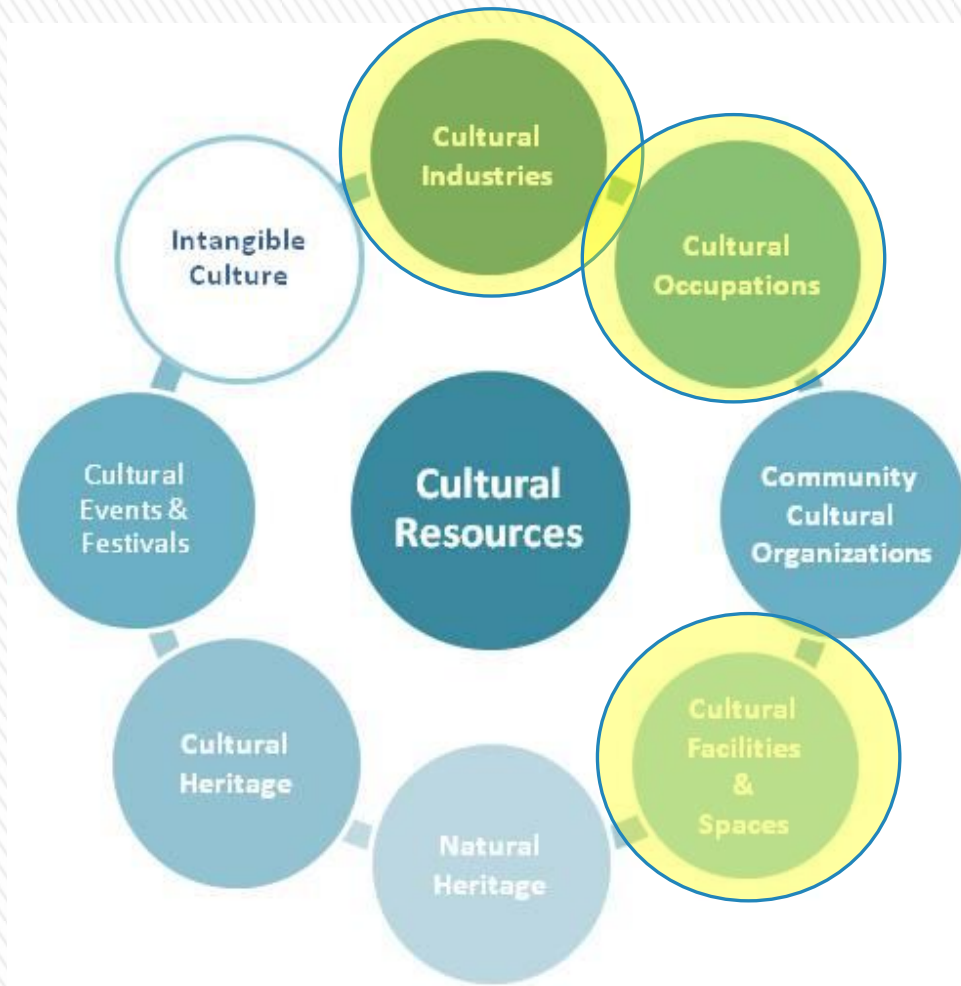 Cultural
Industries
Cultural
Occupations
Community
Cultural
Organizations
Cultural
Facilities
&
Spaces
Natural
Heritage
Cultural
Heritage
Cultural
Events &
Festivals
Intangible
Culture
Cultural
Resources